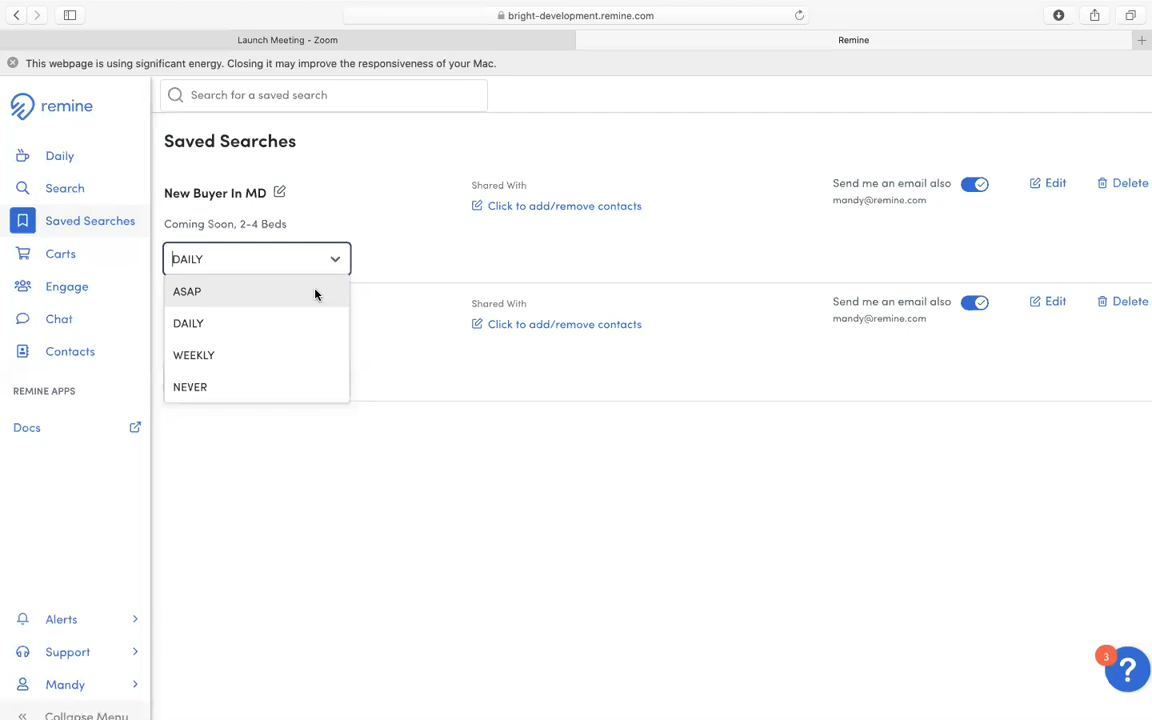 bright-development.remine.com
Launch Meeting - Zoom
Remine
This webpage is using significant energy. Closing it may improve the responsiveness of your Mac.
remine
Daily
Search
Saved Searches
Carts
Engage
Chat
Contacts
REMINE APPS
Docs
Alerts
Support
Mandy
Collapse Menu
Search for a saved search
Saved Searches
New Buyer In MD
Coming Soon, 2-4 Beds
DAILY
ASAP
DAILY
WEEKLY
NEVER
Shared With
Click to add/remove contacts
Send me an email also
mandy@remine.com
Edit
Delete
Shared With
Click to add/remove contacts
Send me an email also
mandy@remine.com
Edit
Delete
3
?